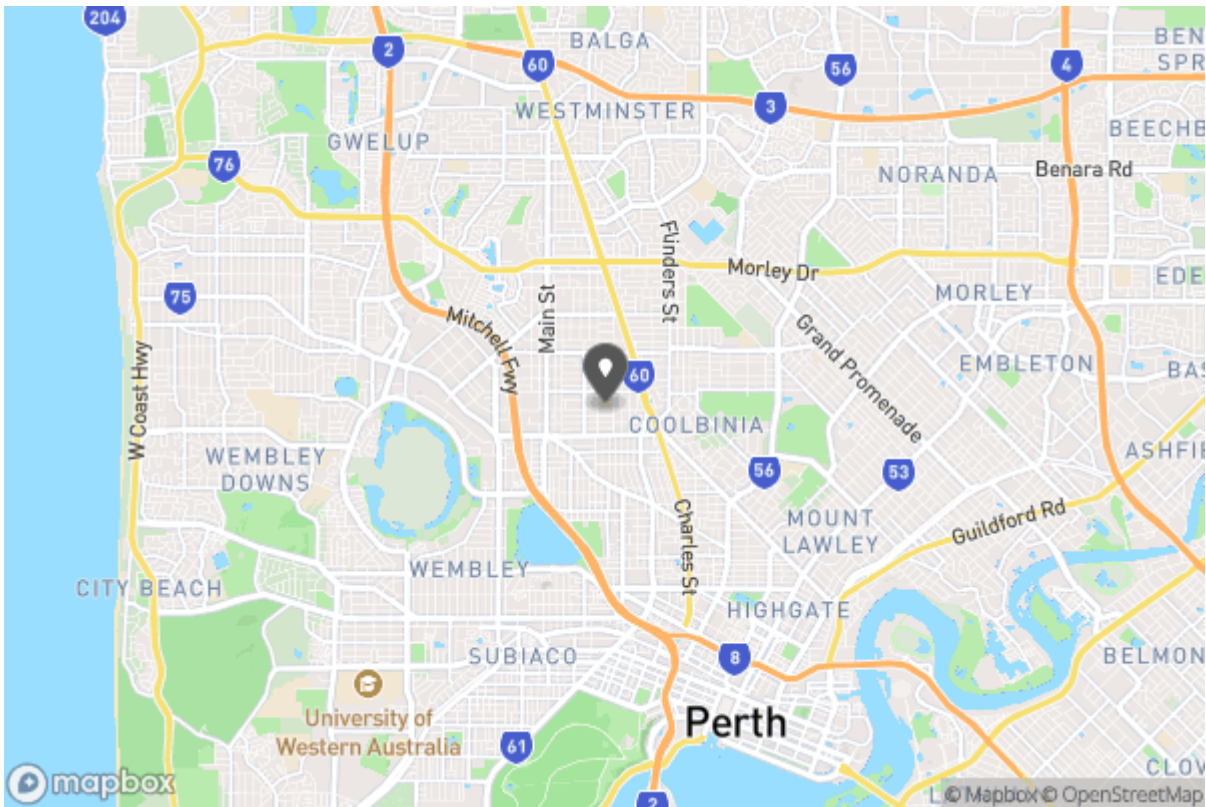 204
2
BALGA
60
56
4
BEN
SPR
WESTMINSTER
3
GWELUP
BEECHB
76
NORANDA
Benara Rd
Flinders St
Morley Dr
EDE
75
Main St
MORLEY
Mitchell Fwy
Grand Promenade
EMBLETON
BAS
W Coast Hwy
60
COOLBINIA
WEMBLEY
DOWNS
56
53
ASHFIE
Charles St
MOUNT
LAWLEY
Guildford Rd
WEMBLEY
CITY BEACH
HIGHGATE
SUBIACO
8
BELMON
University of
Western Australia
61
Perth
CLOV
mapbox
2
© Mapbox © OpenStreetMap